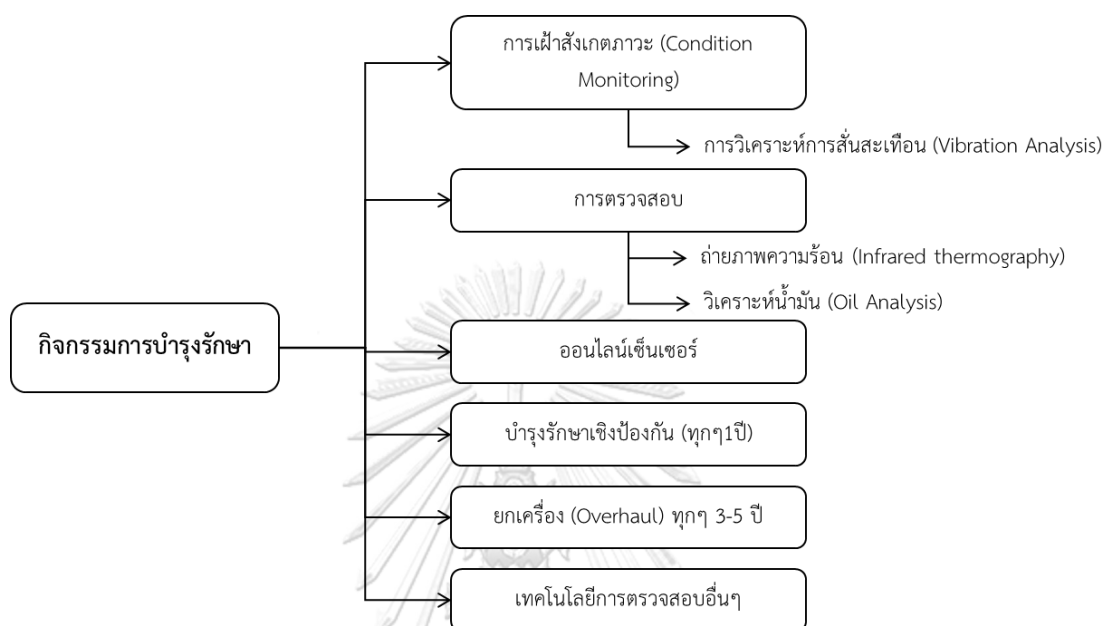 การเฝ้าสังเกตภาวะ (Condition
Monitoring)
การวิเคราะห์การสั่นสะเทือน (Vibration Analysis)
การตรวจสอบ
ถ่ายภาพความร้อน (Infrared thermography)
วิเคราะห์น้ำมัน (Oil Analysis)
กิจกรรมการบำรุงรักษา
ออนไลน์เซ็นเซอร์
บำรุงรักษาเชิงป้องกัน (ทุกๆ1ปี)
ยกเครื่อง (Overhaul) ทุกๆ 3-5 ปี
เทคโนโลยีการตรวจสอบอื่นๆ